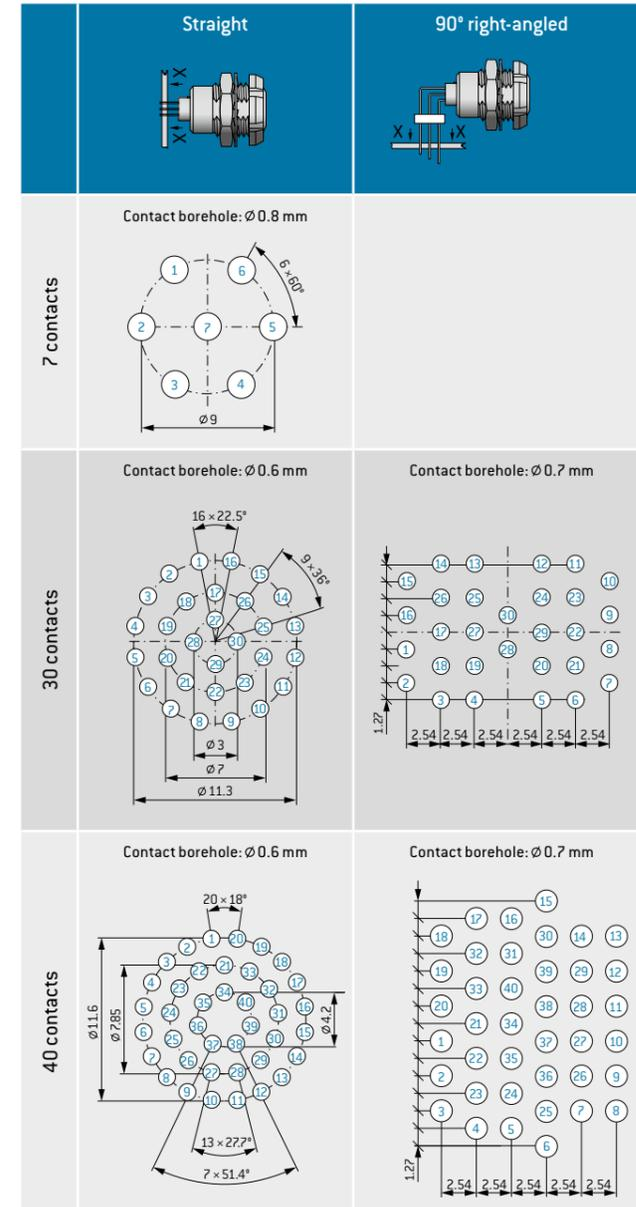 Straight
90° right-angled
X
X
X
X
7 contacts
Contact borehole: Ø 0.8 mm
1
6
6 × 60°
2
7
5
3
4
Ø 9
30 contacts
Contact borehole: Ø 0.6 mm
16 × 22.5°
9 × 36°
1
16
2
15
3
17
14
18
26
4
19
27
25
13
28
30
5
20
29
24
12
6
21
22
23
11
7
10
8
9
Ø 3
Ø 7
Ø 11.3
Contact borehole: Ø 0.7 mm
14 13 12 11
15 10
26 25 24 23
16 30 9
17 27 29 22
1 28 8
18 19 20 21
2 7
3 4 5 6
1.27
2.54 2.54 2.54 2.54 2.54 2.54
40 contacts
Contact borehole: Ø 0.6 mm
20 × 18°
1 20
2 19
3 22 21 33 18
4 23 34 32 17
5 24 35 40 31 16
6 36 39 15
25 37 38 30
7 26 29 14
8 27 28 13
9 12
10 11
Ø 11.6
Ø 7.85
Ø 4.2
13 × 27.7°
7 × 51.4°
Contact borehole: Ø 0.7 mm
15
17 16
18 30 14 13
32 31
19 39 29 12
33 40
20 38 28 11
21 34
1 37 27 10
22 35
2 36 26 9
23 24
3 25 7 8
4 5
6
1.27
2.54 2.54 2.54 2.54 2.54